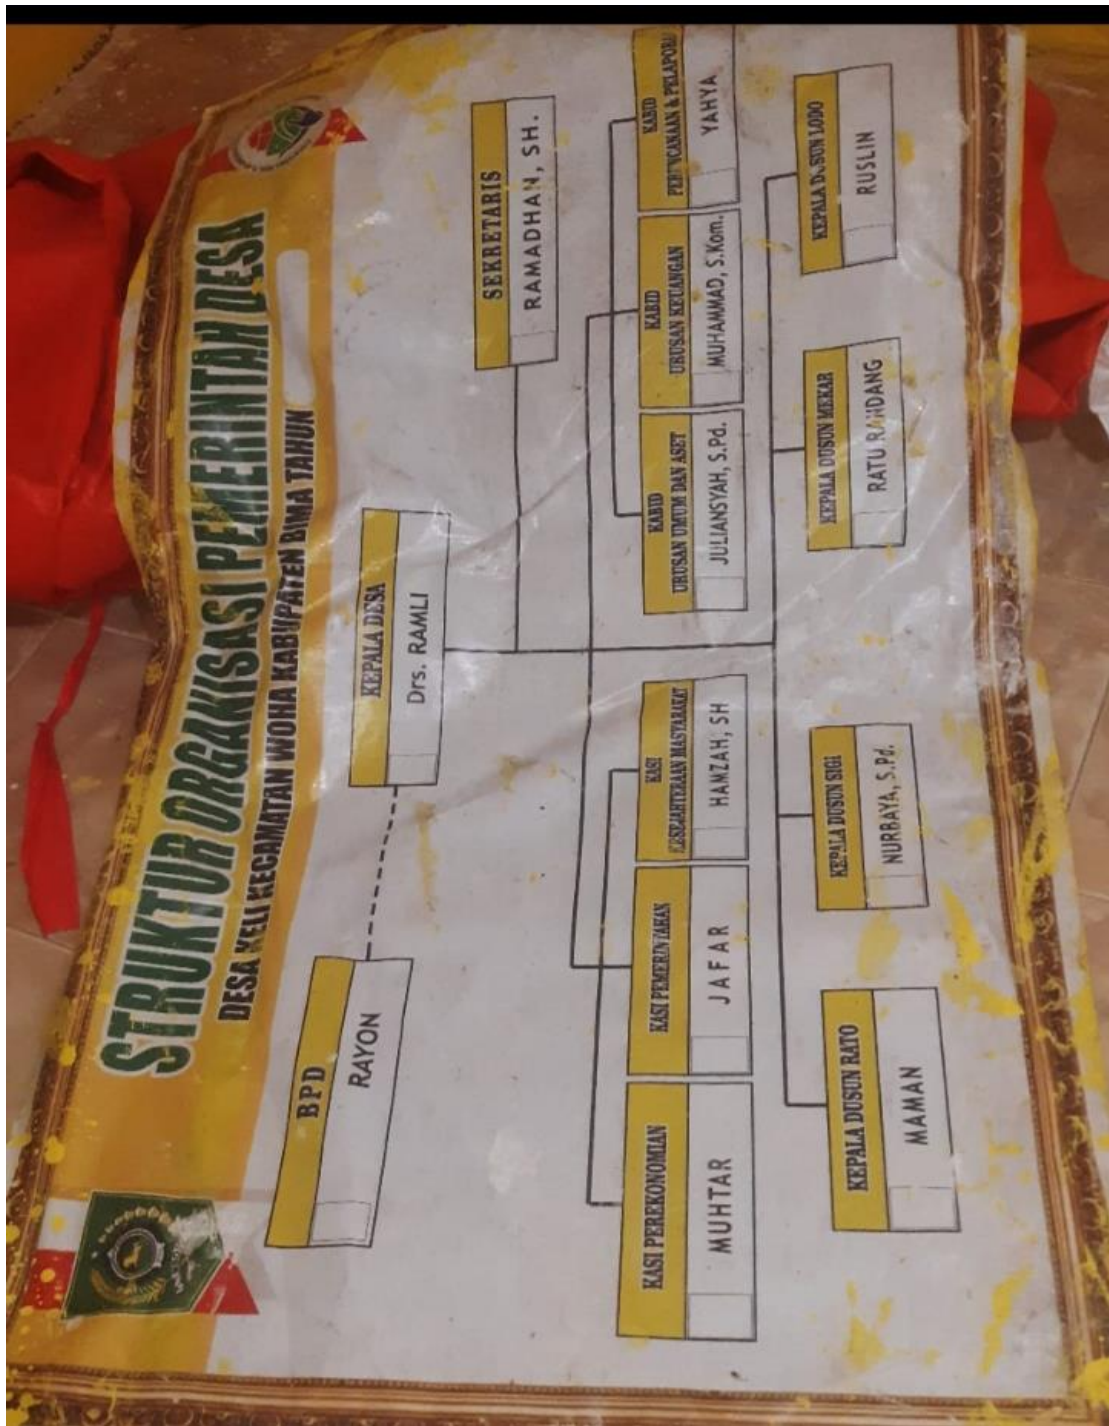 STRUKTUR ORGANISASI PEMERINTAH DESA
DESA KELI KECAMATAN WOHA KABUPATEN BIMA TAHUN
BPD
RAYON
KEPALA DESA
Drs. RAMLI
SEKRETARIS
RAMADHAN, SH.
KASI PEREKONOMIAN
MUHTAR
KASI PEMERINTAHAN
JAFAR
KASI
KESEJAHTERAAN MASYARAKAT
HAMZAH, SH
KABID
URUSAN UMUM DAN ASET
JULIANSYAH, S.Pd.
KABID
URUSAN KEUANGAN
MUHAMMAD, S.Kom.
KABID
PERENCANAAN & PELAPORA
YAHYA
KEPALA DUSUN RATO
MAMAN
KEPALA DUSUN SIGI
NURBAYA, S.Pd.
KEPALA DUSUN MEKAR
RATU RANDANG
KEPALA DUSUN LODO
RUSLIN